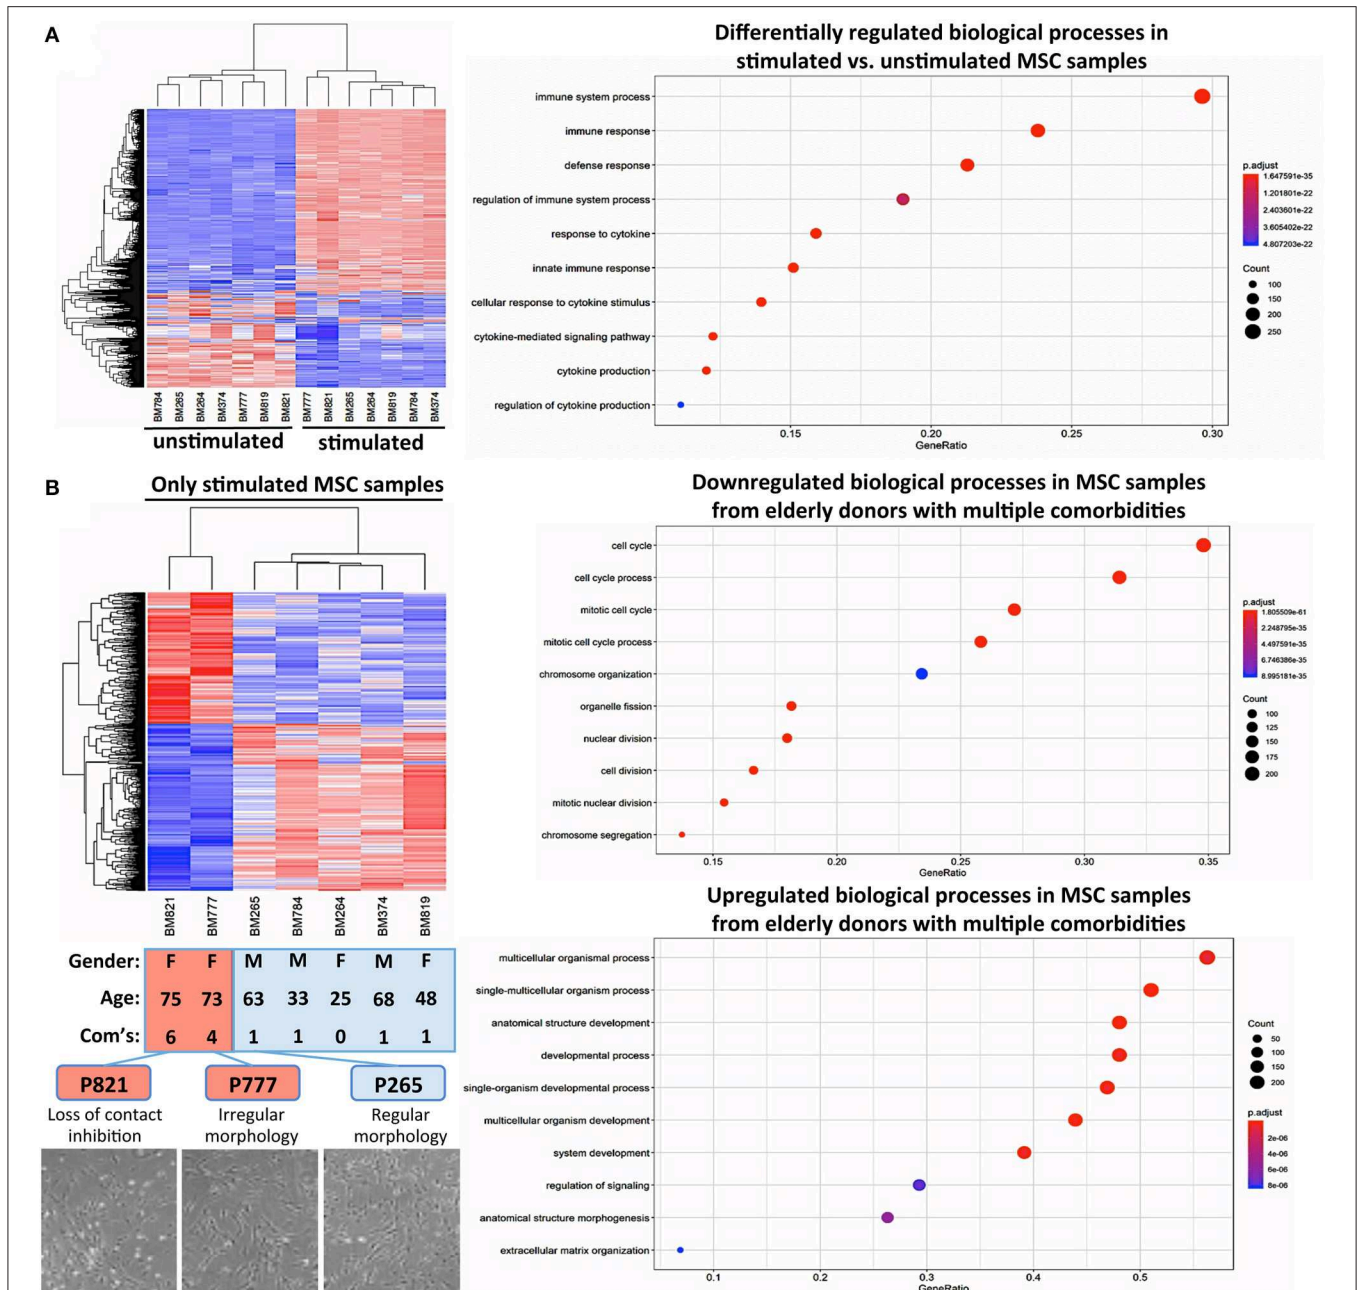 A
Differentially regulated biological processes in
stimulated vs. unstimulated MSC samples
immune system process
immune response
defense response
regulation of immune system process
response to cytokine
innate immune response
cellular response to cytokine stimulus
cytokine-mediated signaling pathway
cytokine production
regulation of cytokine production
0.15 0.20 0.25 0.30
GeneRatio
p.adjust
1.647591e-35
1.201801e-22
2.403601e-22
3.605402e-22
4.807203e-22
Count
100
150
200
250
BM784 BM265 BM264 BM374 BM777 BM819 BM821 BM777 BM821 BM265 BM264 BM819 BM784 BM374
unstimulated stimulated
B
Only stimulated MSC samples
BM821 BM777 BM265 BM784 BM264 BM374 BM819
Gender: F F M M F M F
Age: 75 73 63 33 25 68 48
Com's: 6 4 1 1 0 1 1
P821 P777 P265
Loss of contact
inhibition
Irregular
morphology
Regular
morphology
Downregulated biological processes in MSC samples
from elderly donors with multiple comorbidities
cell cycle
cell cycle process
mitotic cell cycle
mitotic cell cycle process
chromosome organization
organelle fission
nuclear division
cell division
mitotic nuclear division
chromosome segregation
0.15 0.20 0.25 0.30 0.35
GeneRatio
p.adjust
1.805509e-61
2.248795e-35
4.497591e-35
6.746386e-35
8.995181e-35
Count
100
125
150
175
200
Upregulated biological processes in MSC samples
from elderly donors with multiple comorbidities
multicellular organismal process
single-multicellular organism process
anatomical structure development
developmental process
single-organism developmental process
multicellular organism development
system development
regulation of signaling
anatomical structure morphogenesis
extracellular matrix organization
0.1 0.2 0.3 0.4 0.5
GeneRatio
Count
50
100
150
200
p.adjust
2e-06
4e-06
6e-06
8e-06